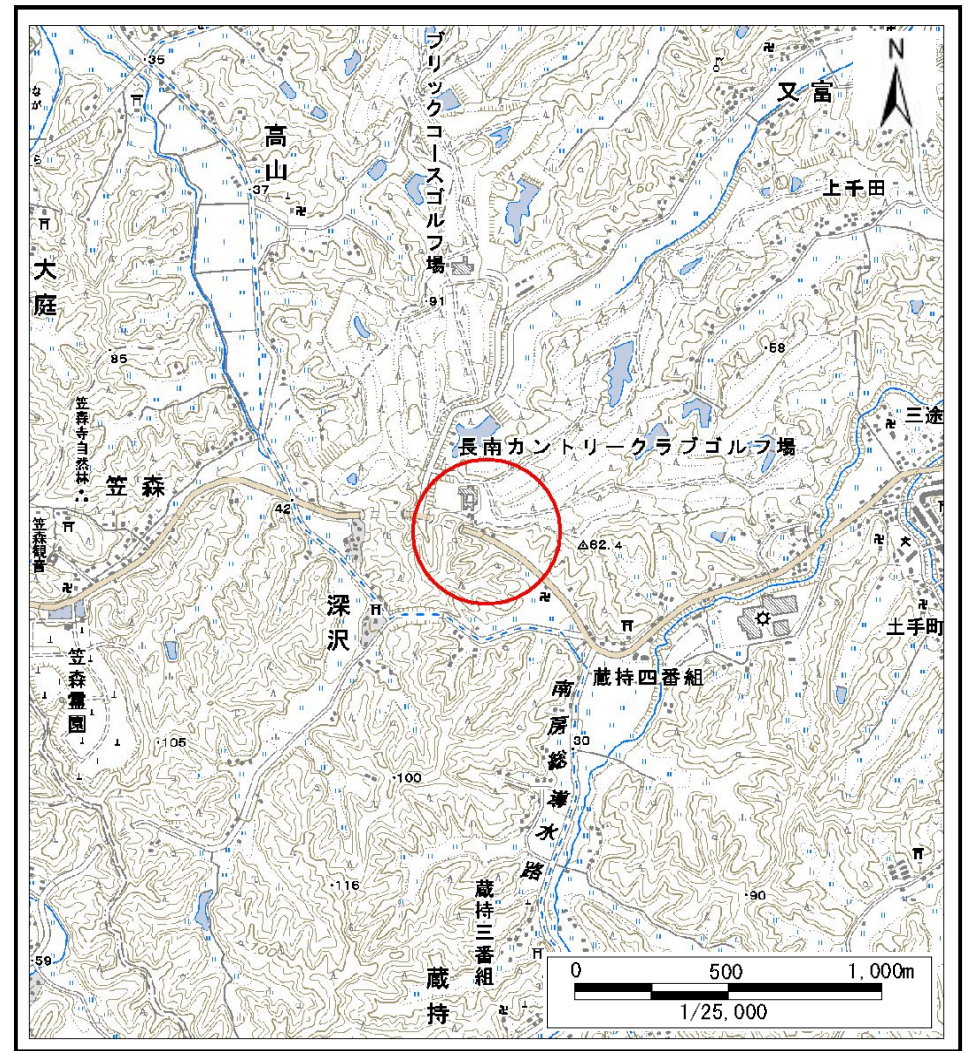 35
ブリックコースゴルフ場
又富
N
高山
37
50
上千田
大庭
91
58
85
笠森寺自然林
三途
長南カントリークラブゴルフ場
笠森
42
笠森観音
62.4
深沢
土手町
蔵持四番組
笠森霊園
南房総導水路
105
30
100
116
蔵持三番組
90
59
蔵持
0 500 1,000m
1/25,000